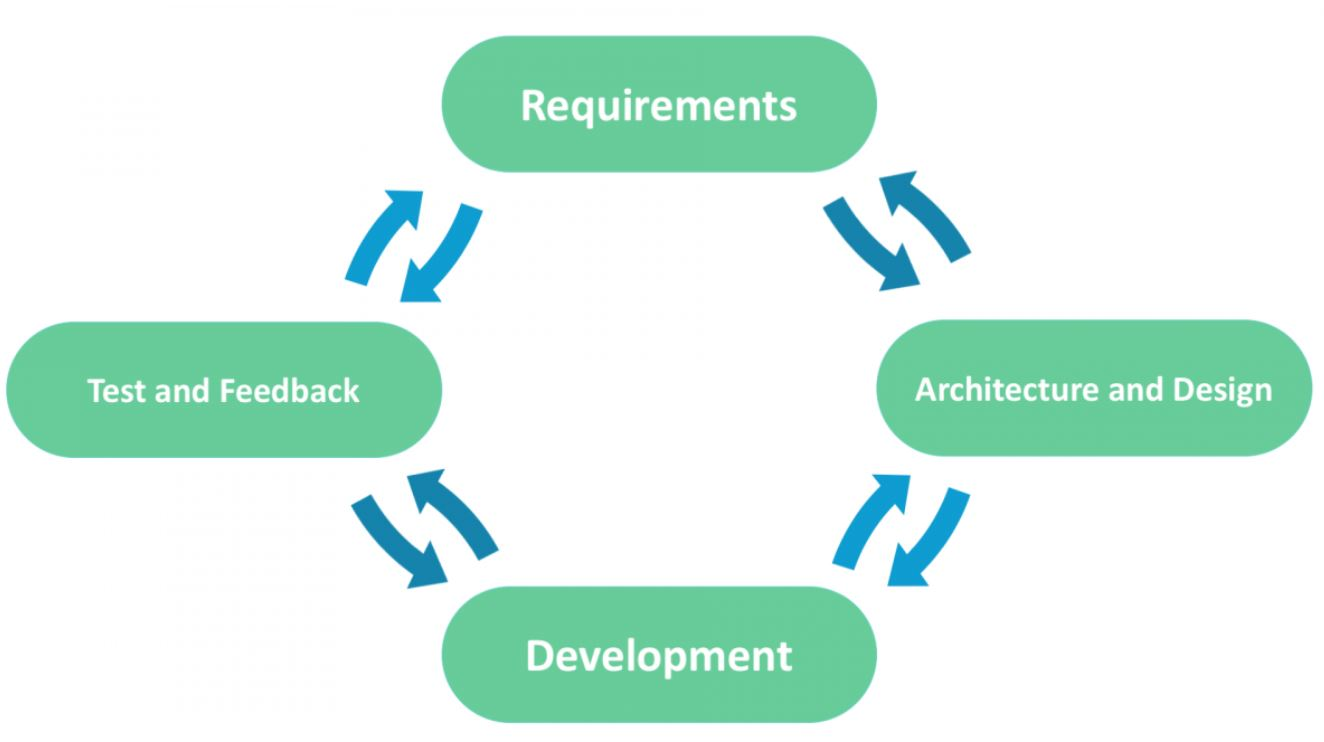 Requirements
Test and Feedback
Architecture and Design
Development